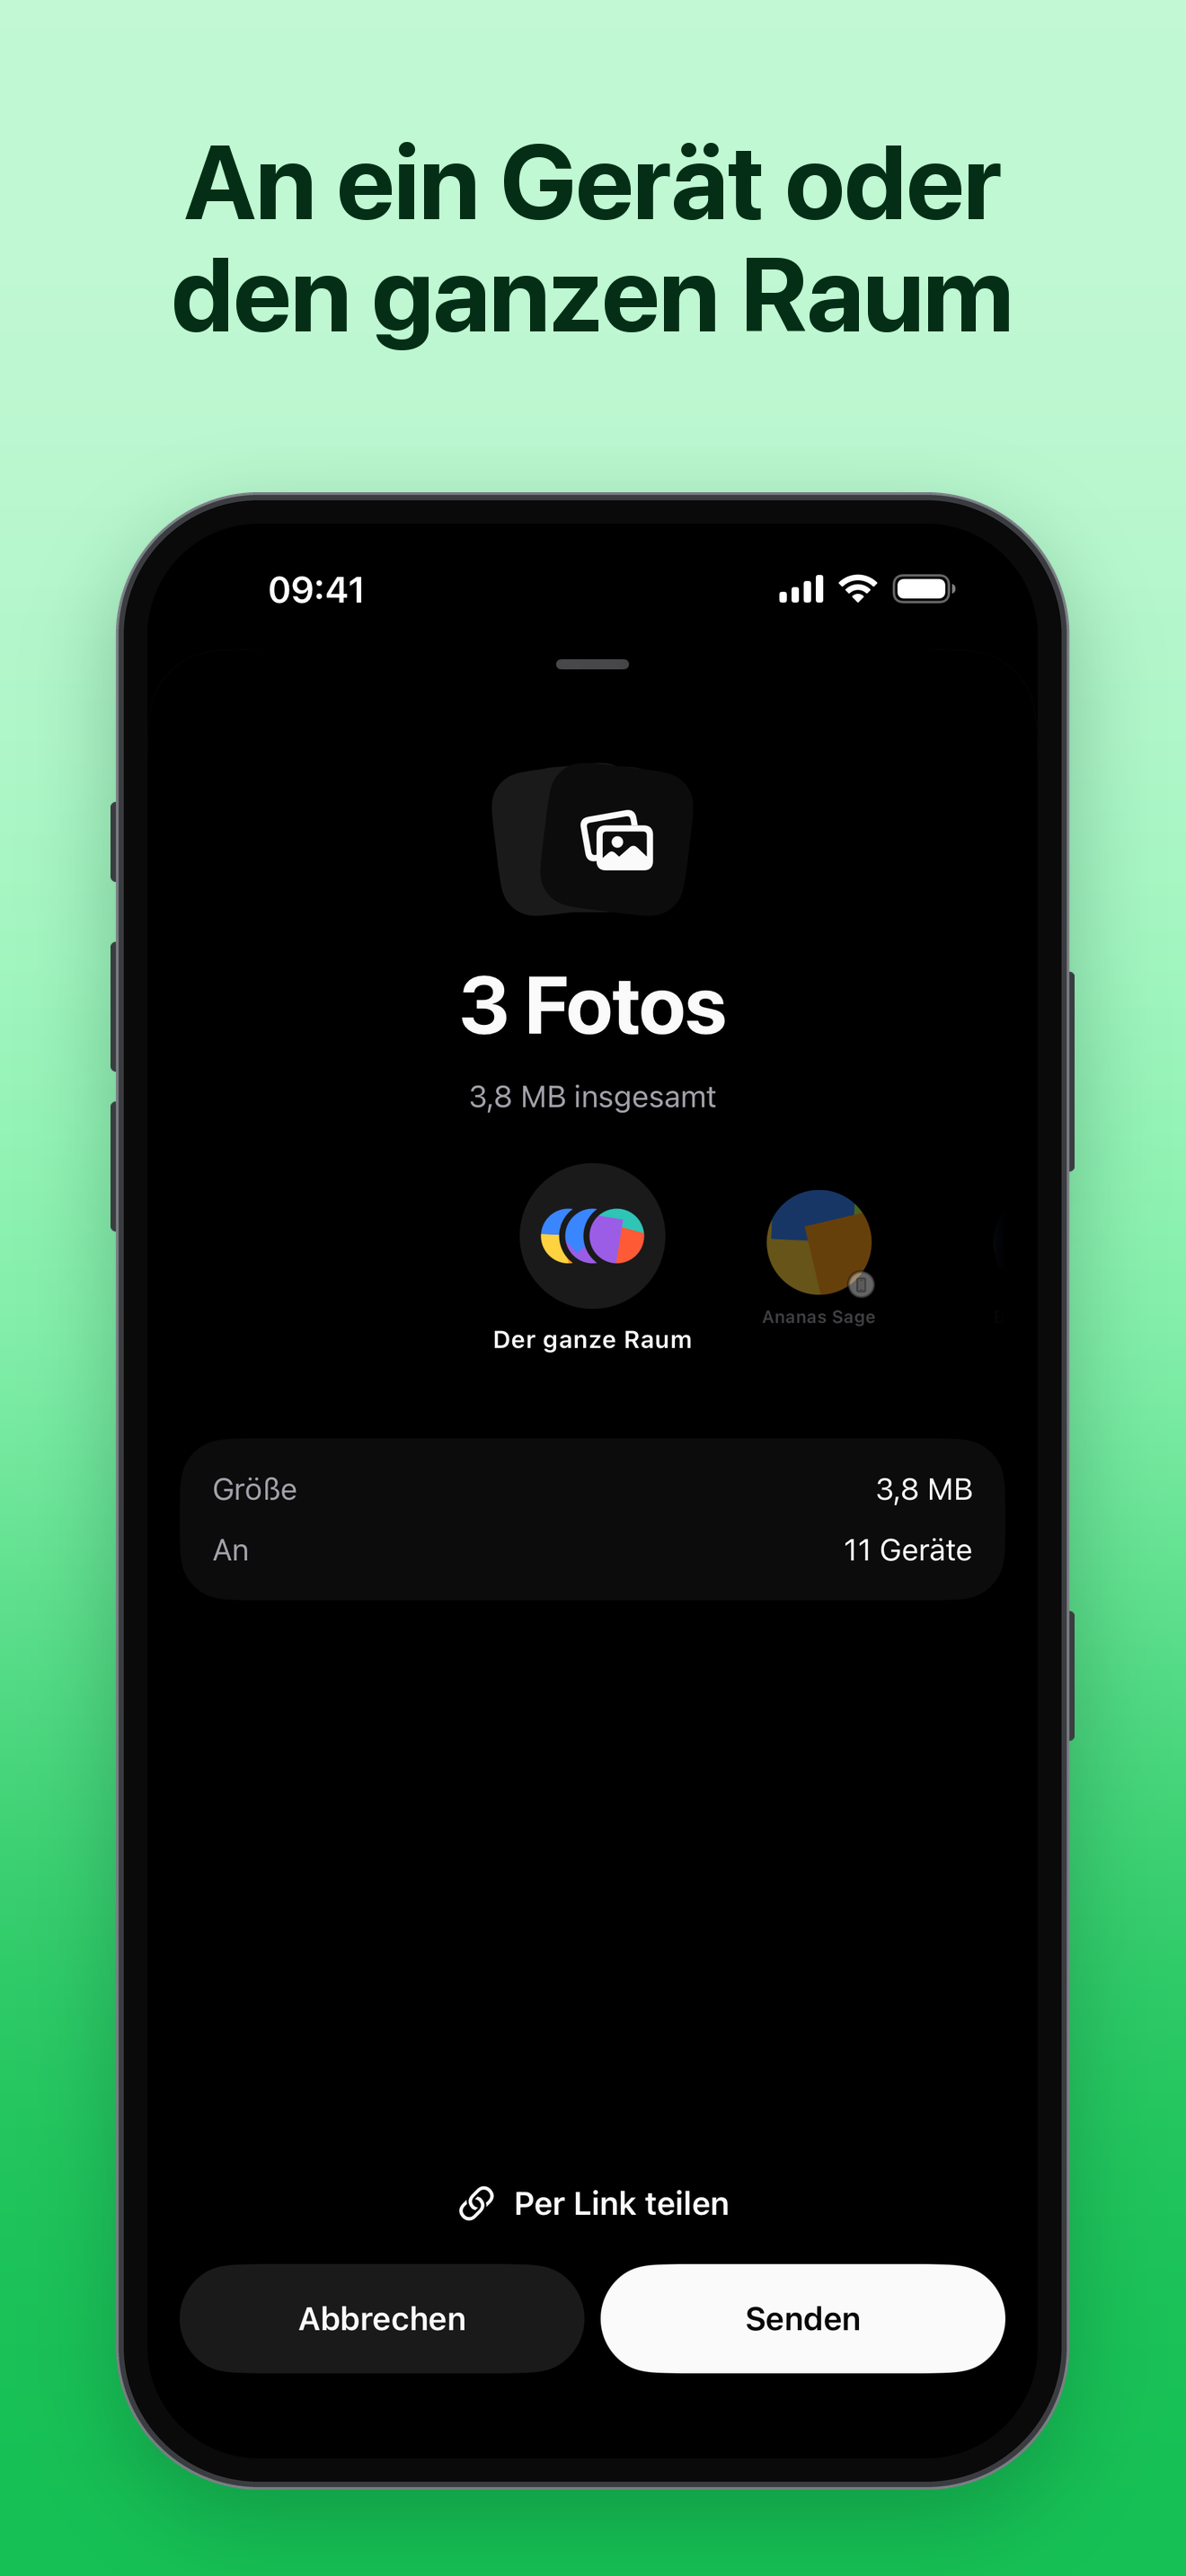 An ein Gerät oder
den ganzen Raum
09:41
3 Fotos
3,8 MB insgesamt
Der ganze Raum
Ananas Sage
Größe
3,8 MB
An
11 Geräte
Per Link teilen
Abbrechen
Senden